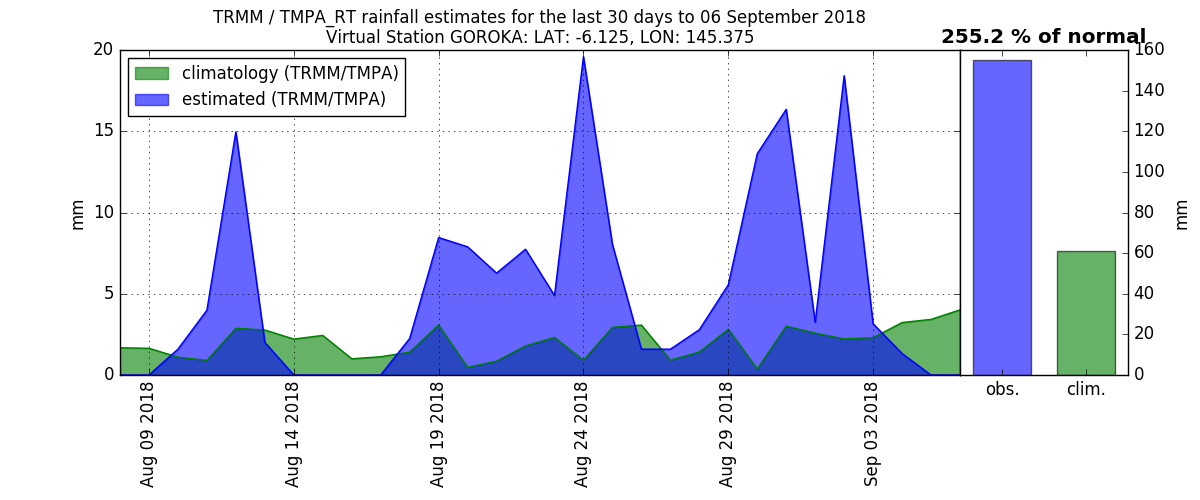 TRMM / TMPA_RT rainfall estimates for the last 30 days to 06 September 2018
Virtual Station GOROKA: LAT: -6.125, LON: 145.375
255.2 % of normal
climatology (TRMM/TMPA)
estimated (TRMM/TMPA)
20
15
10
5
0
mm
Aug 09 2018
Aug 14 2018
Aug 19 2018
Aug 24 2018
Aug 29 2018
Sep 03 2018
160
140
120
100
80
60
40
20
0
mm
obs.
clim.